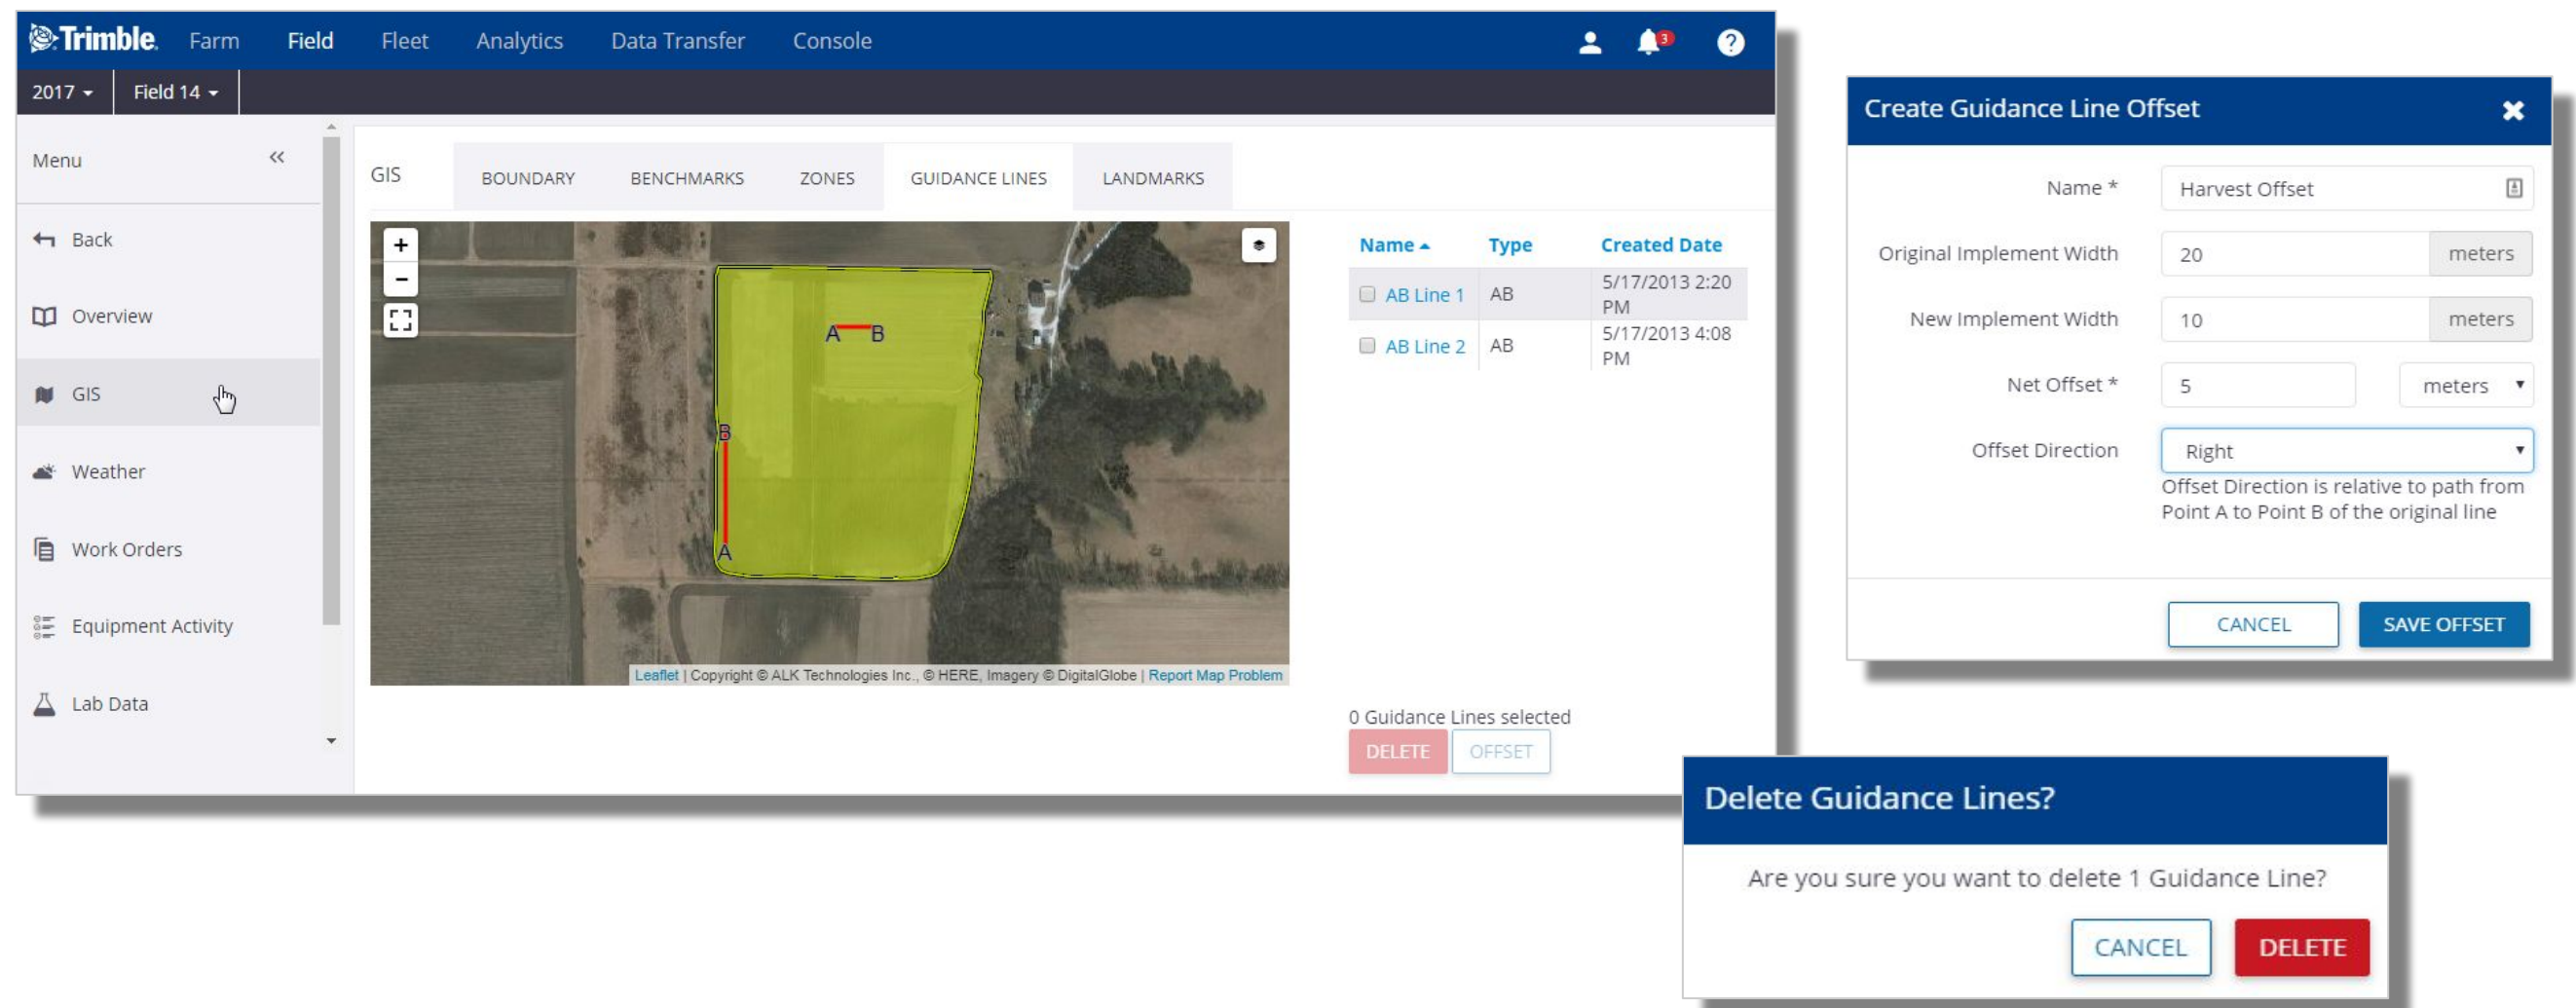 Trimble. Farm Field Fleet Analytics Data Transfer Console 3 ?
2017 Field 14
Menu
Back
Overview
GIS
Weather
Work Orders
Equipment Activity
Lab Data
GIS BOUNDARY BENCHMARKS ZONES GUIDANCE LINES LANDMARKS
+
-
A B
B
A
Leaflet | Copyright © ALK Technologies Inc., © HERE, Imagery © DigitalGlobe | Report Map Problem
Name Type Created Date
AB Line 1 AB 5/17/2013 2:20
PM
AB Line 2 AB 5/17/2013 4:08
PM
0 Guidance Lines selected
DELETE OFFSET
Create Guidance Line Offset
Name * Harvest Offset
Original Implement Width 20 meters
New Implement Width 10 meters
Net Offset * 5 meters
Offset Direction Right
Offset Direction is relative to path from
Point A to Point B of the original line
CANCEL SAVE OFFSET
Delete Guidance Lines?
Are you sure you want to delete 1 Guidance Line?
CANCEL DELETE